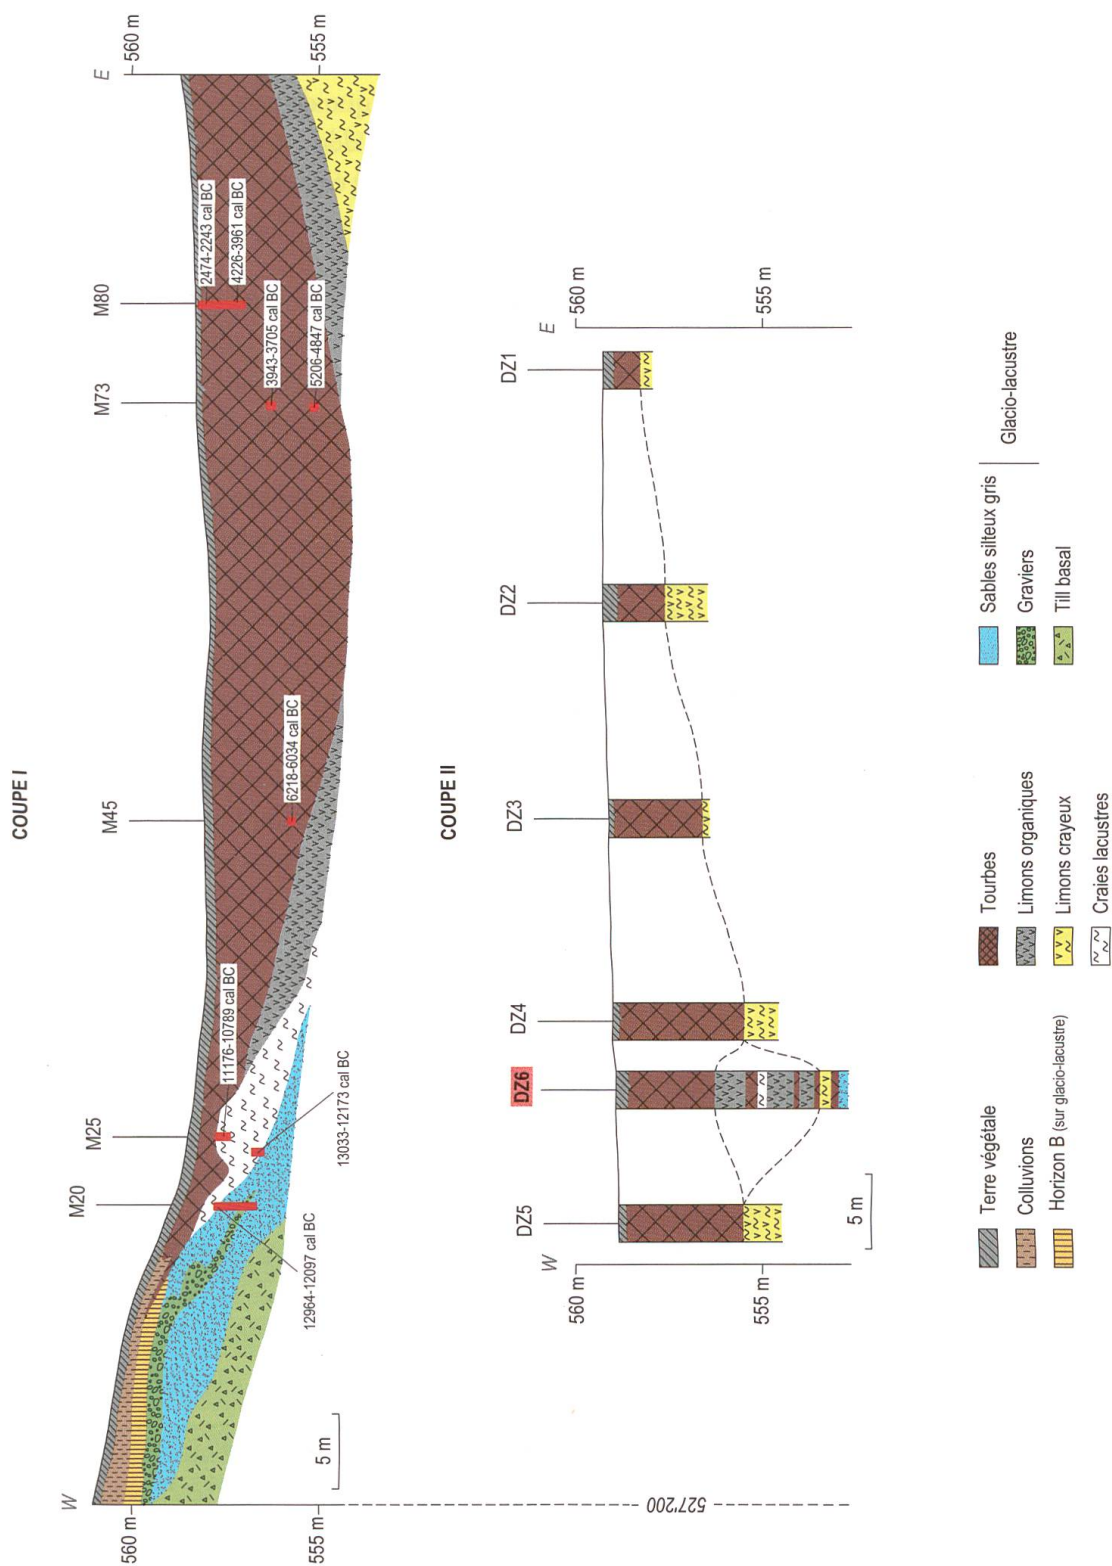 COUPE I
W
E
560 m
555 m
560 m
555 m
M20
M25
M45
M73
M80
11176-10789 cal BC
6218-6034 cal BC
2474-2243 cal BC
4226-3961 cal BC
3943-3705 cal BC
5206-4847 cal BC
13033-12173 cal BC
12964-12097 cal BC
5 m
527'200
COUPE II
W
E
560 m
555 m
560 m
555 m
DZ5
DZ6
DZ4
DZ3
DZ2
DZ1
5 m
Terre végétale
Colluvions
Horizon B (sur glacio-lacustre)
Tourbes
Limons organiques
Limons crayeux
Craies lacustres
Sables silteux gris
Graviers
Till basal
Glacio-lacustre